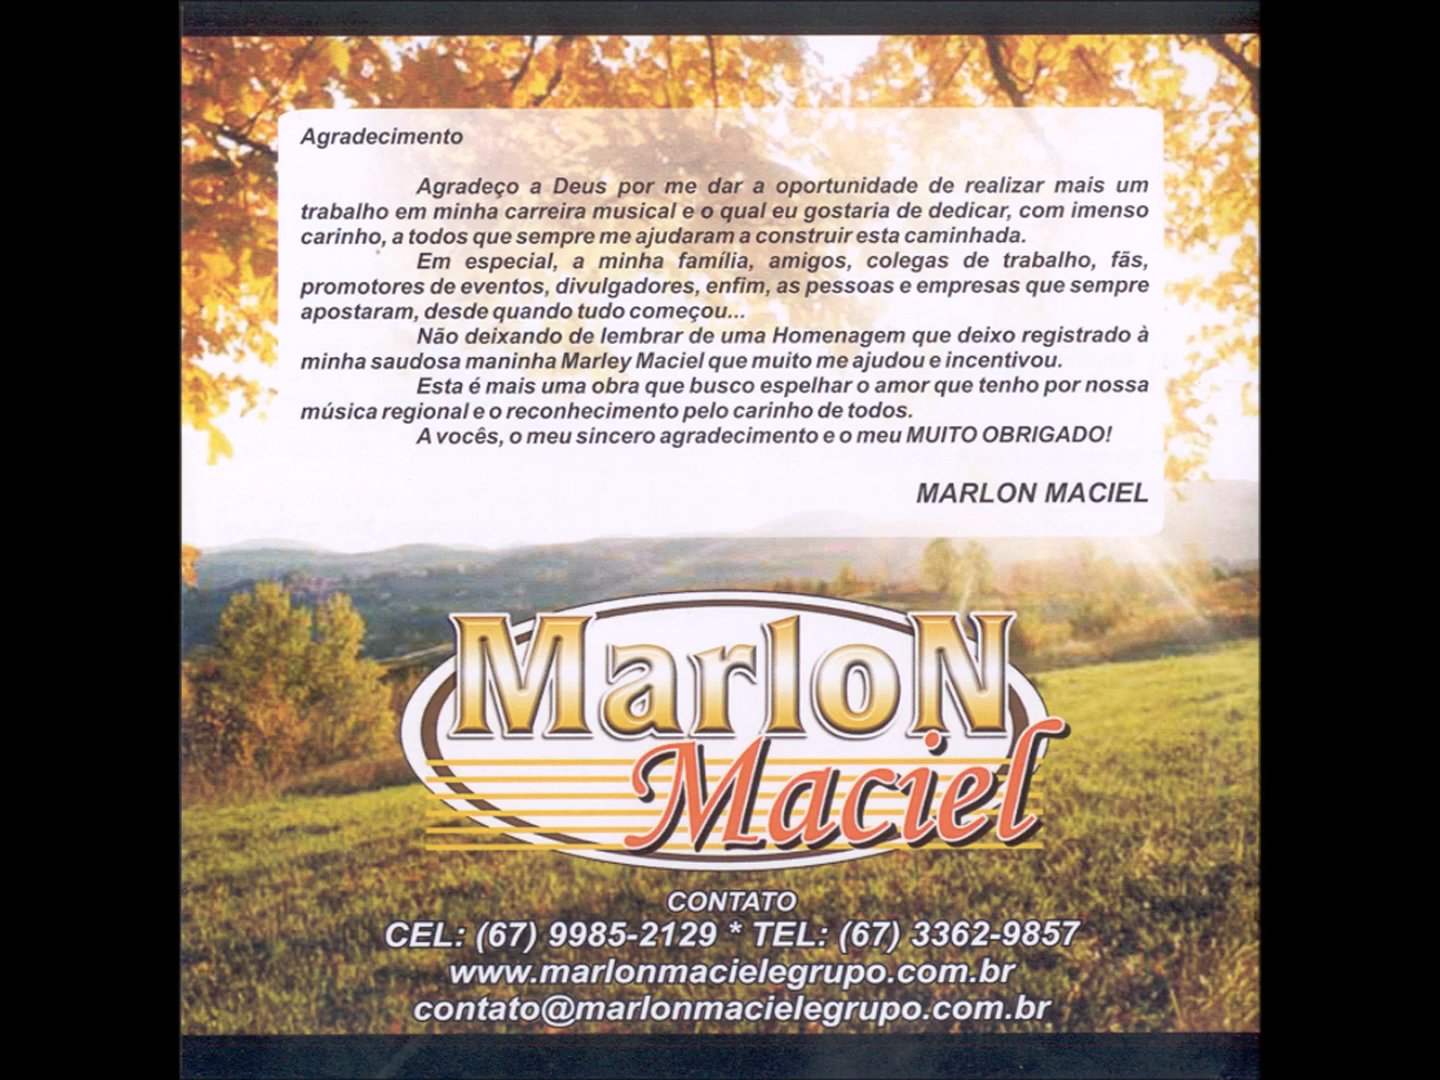 Agradecimento
Agradeço a Deus por me dar a oportunidade de realizar mais um
trabalho em minha carreira musical e o qual eu gostaria de dedicar, com imenso
carinho, a todos que sempre me ajudaram a construir esta caminhada.
Em especial, a minha família, amigos, colegas de trabalho, fãs,
promotores de eventos, divulgadores, enfim, as pessoas e empresas que sempre
apostaram, desde quando tudo começou...
Não deixando de lembrar de uma Homenagem que deixo registrado à
minha saudosa maninha Marley Maciel que muito me ajudou e incentivou.
Esta é mais uma obra que busco espelhar o amor que tenho por nossa
música regional e o reconhecimento pelo carinho de todos.
A vocês, o meu sincero agradecimento e o meu MUITO OBRIGADO!
MARLON MACIEL
MarloN
Maciel
CONTATO
CEL: (67) 9985-2129 * TEL: (67) 3362-9857
www.marlonmacielegrupo.com.br
contato@marlonmacielegrupo.com.br